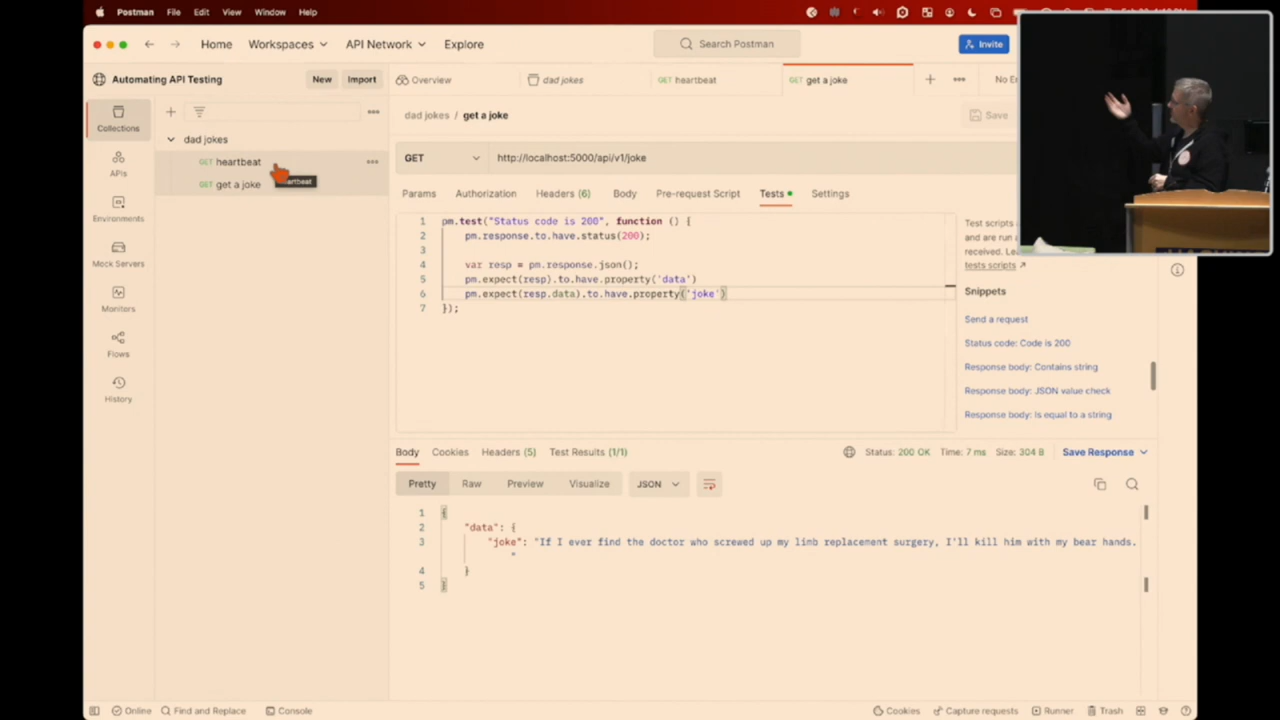 Postman File Edit View Window Help
Home Workspaces API Network Explore
Search Postman
Invite
Automating API Testing
New Import
Overview
dad jokes
GET heartbeat
GET get a joke
No En
Collections
APIs
Environments
Mock Servers
Monitors
Flows
History
dad jokes
GET heartbeat
GET get a joke
dad jokes / get a joke
Save
GET http://localhost:5000/api/v1/joke
Params Authorization Headers (6) Body Pre-request Script Tests Settings
1 pm.test("Status code is 200", function () {
2 pm.response.to.have.status(200);
3
4 var resp = pm.response.json();
5 pm.expect(resp).to.have.property('data')
6 pm.expect(resp.data).to.have.property('joke')
7 });
Test scripts
and are run
received. Le
tests scripts
Snippets
Send a request
Status code: Code is 200
Response body: Contains string
Response body: JSON value check
Response body: Is equal to a string
Body Cookies Headers (5) Test Results (1/1)
Status: 200 OK Time: 7 ms Size: 304 B Save Response
Pretty Raw Preview Visualize JSON
1 {
2 "data": {
3 "joke": "If I ever find the doctor who screwed up my limb replacement surgery, I'll kill him with my bear hands.
"
4 }
5 }
Online Find and Replace Console
Cookies Capture requests Runner Trash